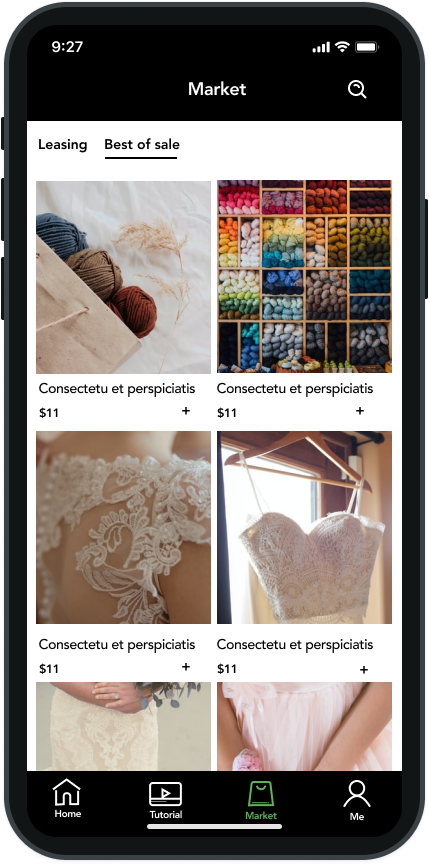 9:27
Market
Leasing Best of sale
Consectetu et perspiciatis Consectetu et perspiciatis
$11 + $11 +
Consectetu et perspiciatis Consectetu et perspiciatis
$11 + $11 +
Home Tutorial Market Me